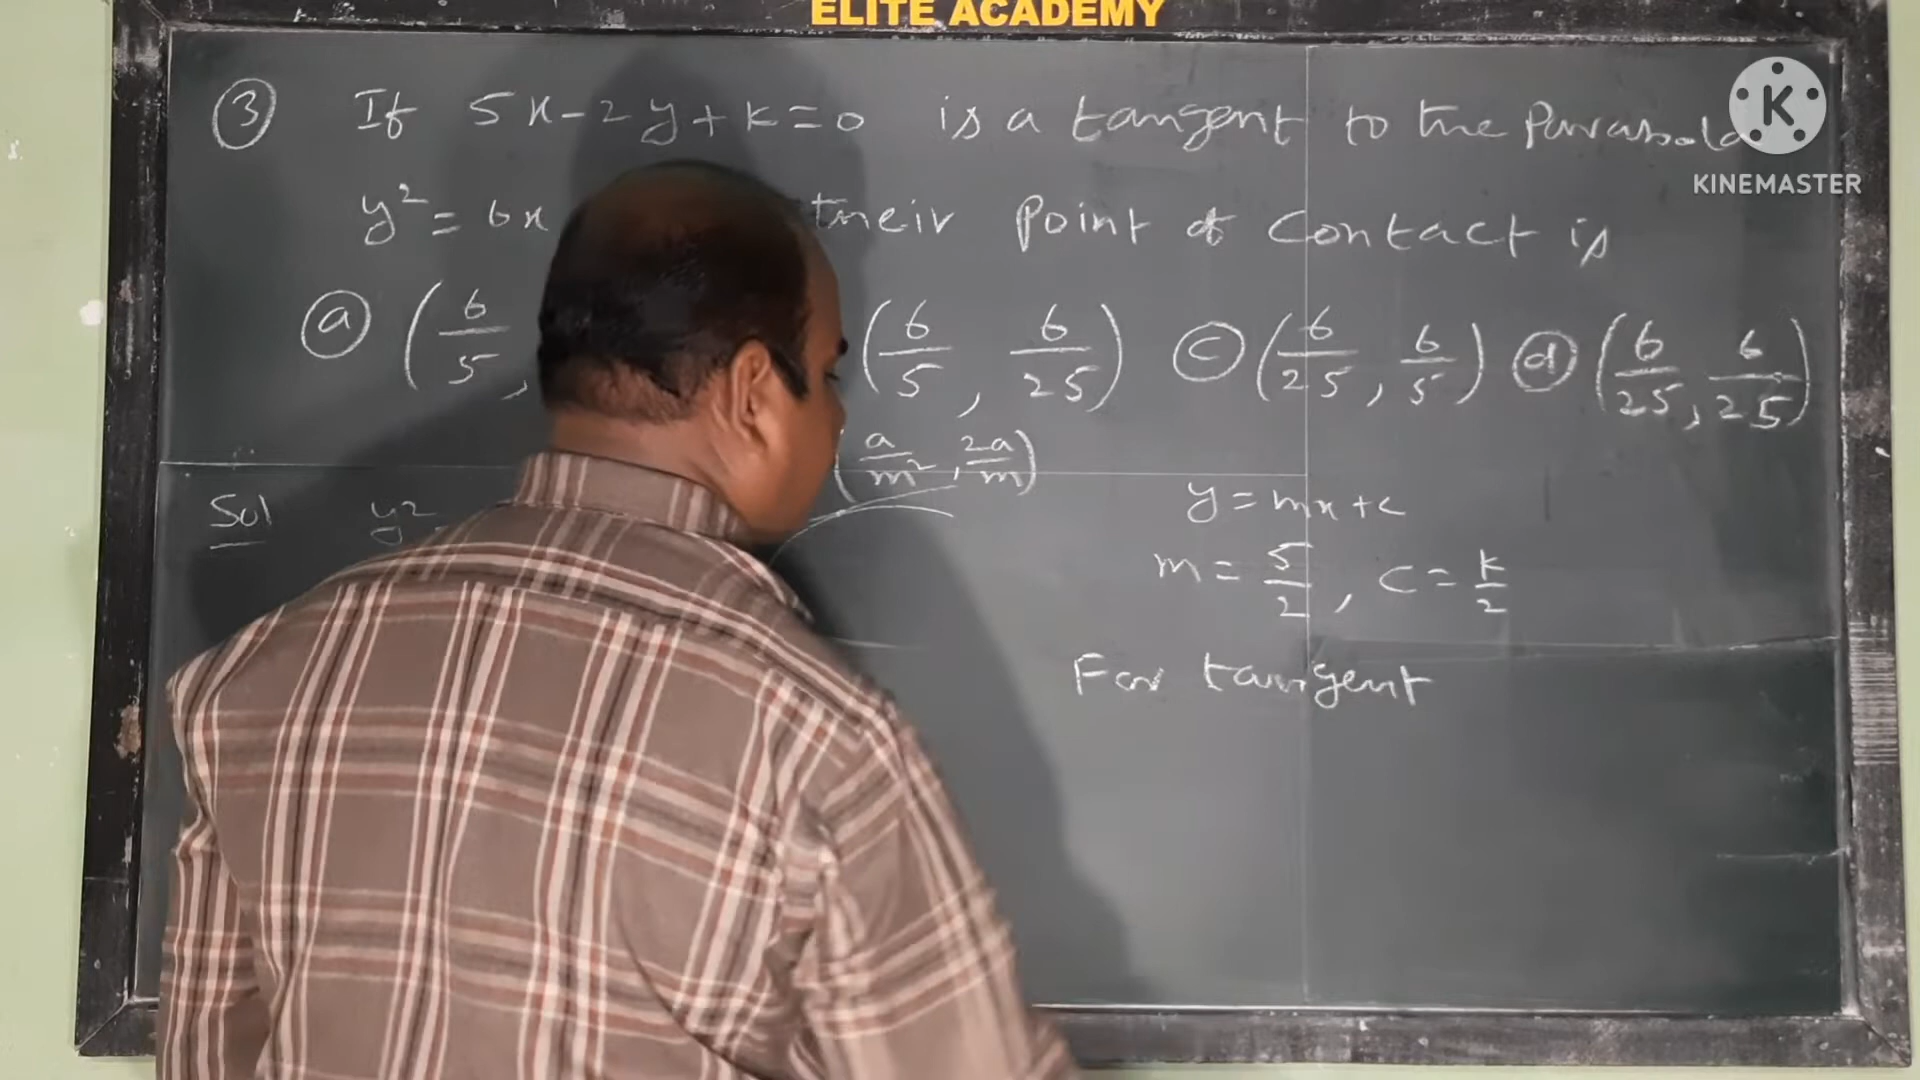 ELITE ACADEMY
③ If 5x-2y+k=0 is a tangent to the Parabola
y² = 6x their point of contact is
ⓐ (6/5, (6/5, 6/25) ⓒ (6/25, 6/5) ⓓ (6/25, 6/25)
(a/m², 2a/m)
Sol y² y = mx+c
m = 5/2, c = k/2
For tangent
K
KINEMASTER